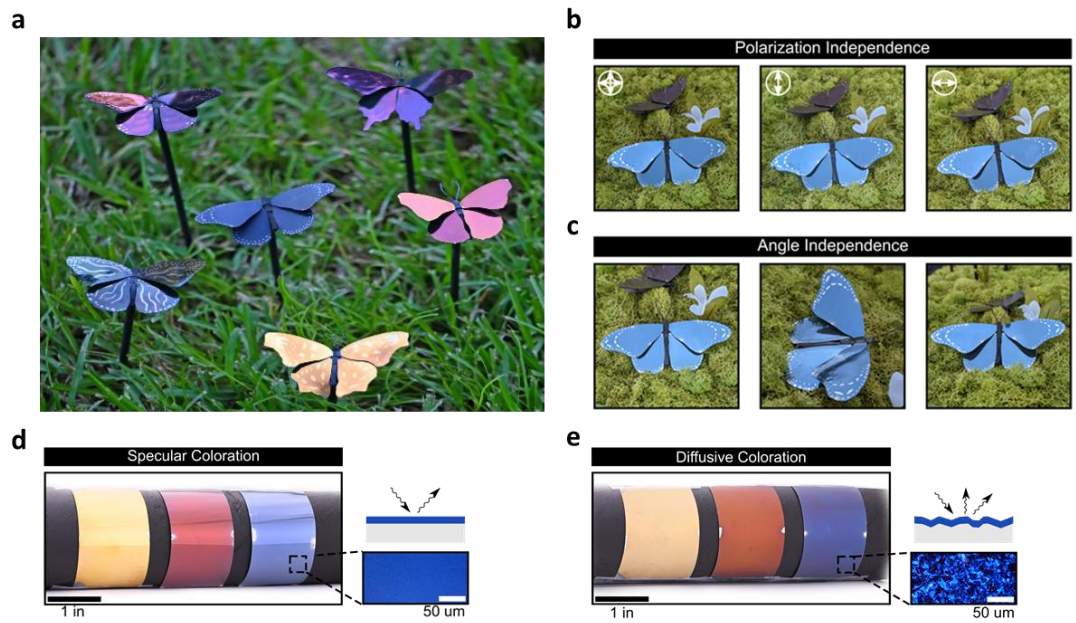 a
b
Polarization Independence
c
Angle Independence
d
Specular Coloration
1 in
50 um
e
Diffusive Coloration
1 in
50 um